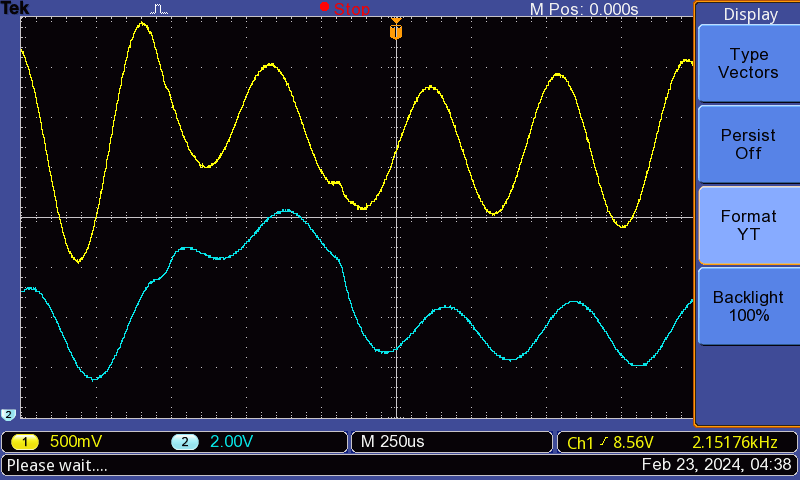 Tek Stop M Pos: 0.000s
T
Display
Type
Vectors
Persist
Off
Format
YT
Backlight
100%
2
1 500mV 2 2.00V M 250us Ch1 8.56V 2.15176kHz
Please wait.... Feb 23, 2024, 04:38